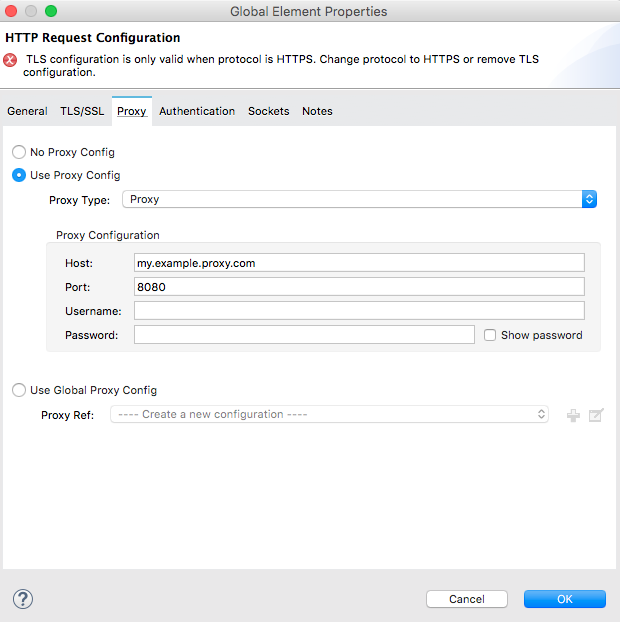 Global Element Properties
HTTP Request Configuration
TLS configuration is only valid when protocol is HTTPS. Change protocol to HTTPS or remove TLS
configuration.
General TLS/SSL Proxy Authentication Sockets Notes
No Proxy Config
Use Proxy Config
Proxy Type: Proxy
Proxy Configuration
Host: my.example.proxy.com
Port: 8080
Username:
Password: Show password
Use Global Proxy Config
Proxy Ref: ---- Create a new configuration ----
? Cancel OK